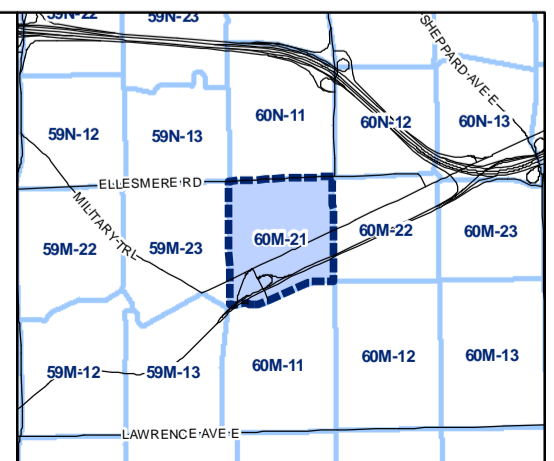 59N-22
59N-23
SHEPPARD AVE E
59N-12
59N-13
60N-11
60N-12
60N-13
ELLESMERE RD
MILITARY TRL
59M-22
59M-23
60M-21
60M-22
60M-23
59M-12
59M-13
60M-11
60M-12
60M-13
LAWRENCE AVE E